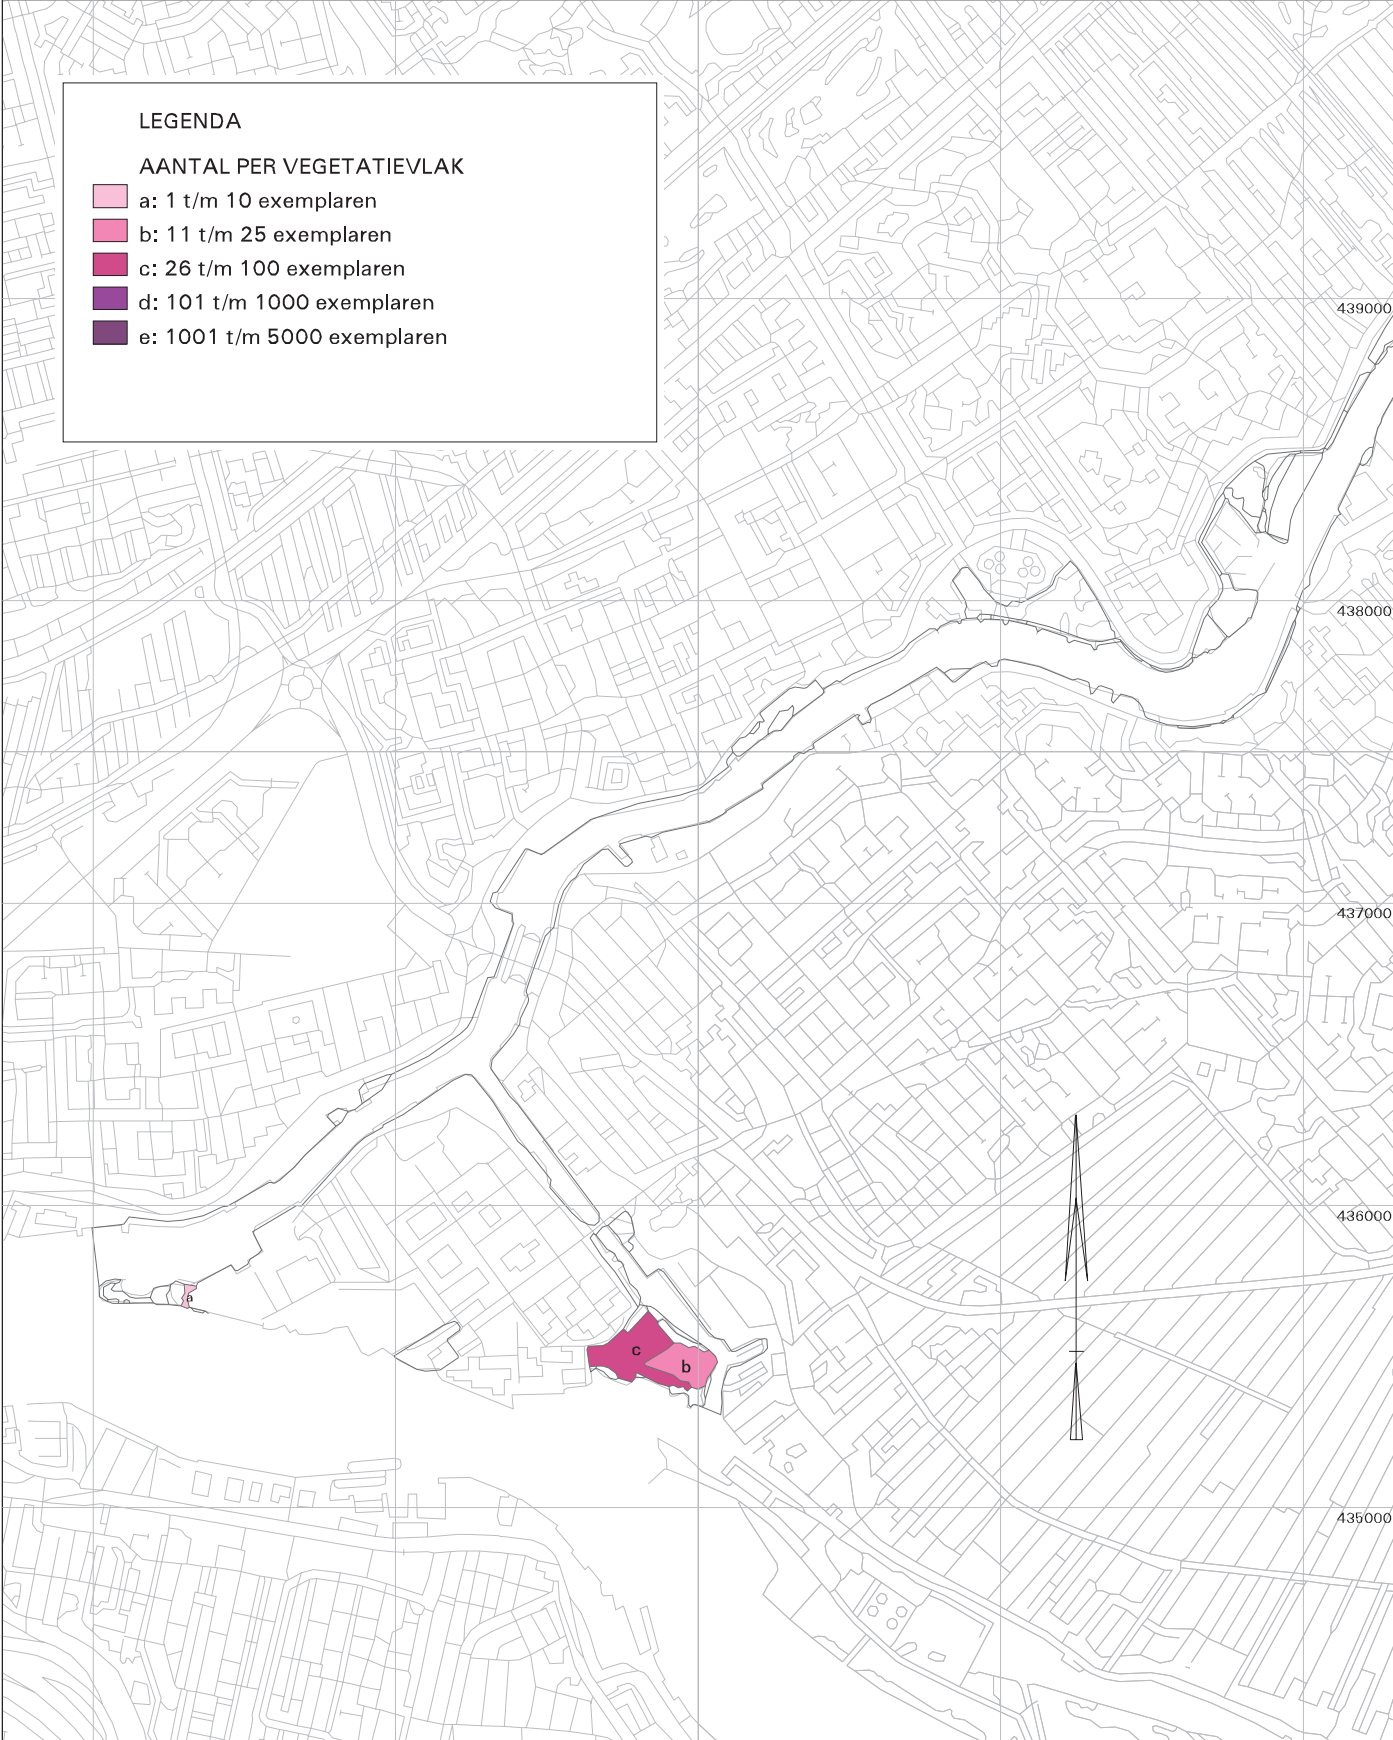 LEGENDA
AANTAL PER VEGETATIEVLAK
a: 1 t/m 10 exemplaren
b: 11 t/m 25 exemplaren
c: 26 t/m 100 exemplaren
d: 101 t/m 1000 exemplaren
e: 1001 t/m 5000 exemplaren
439000
438000
437000
436000
a
c
b
435000